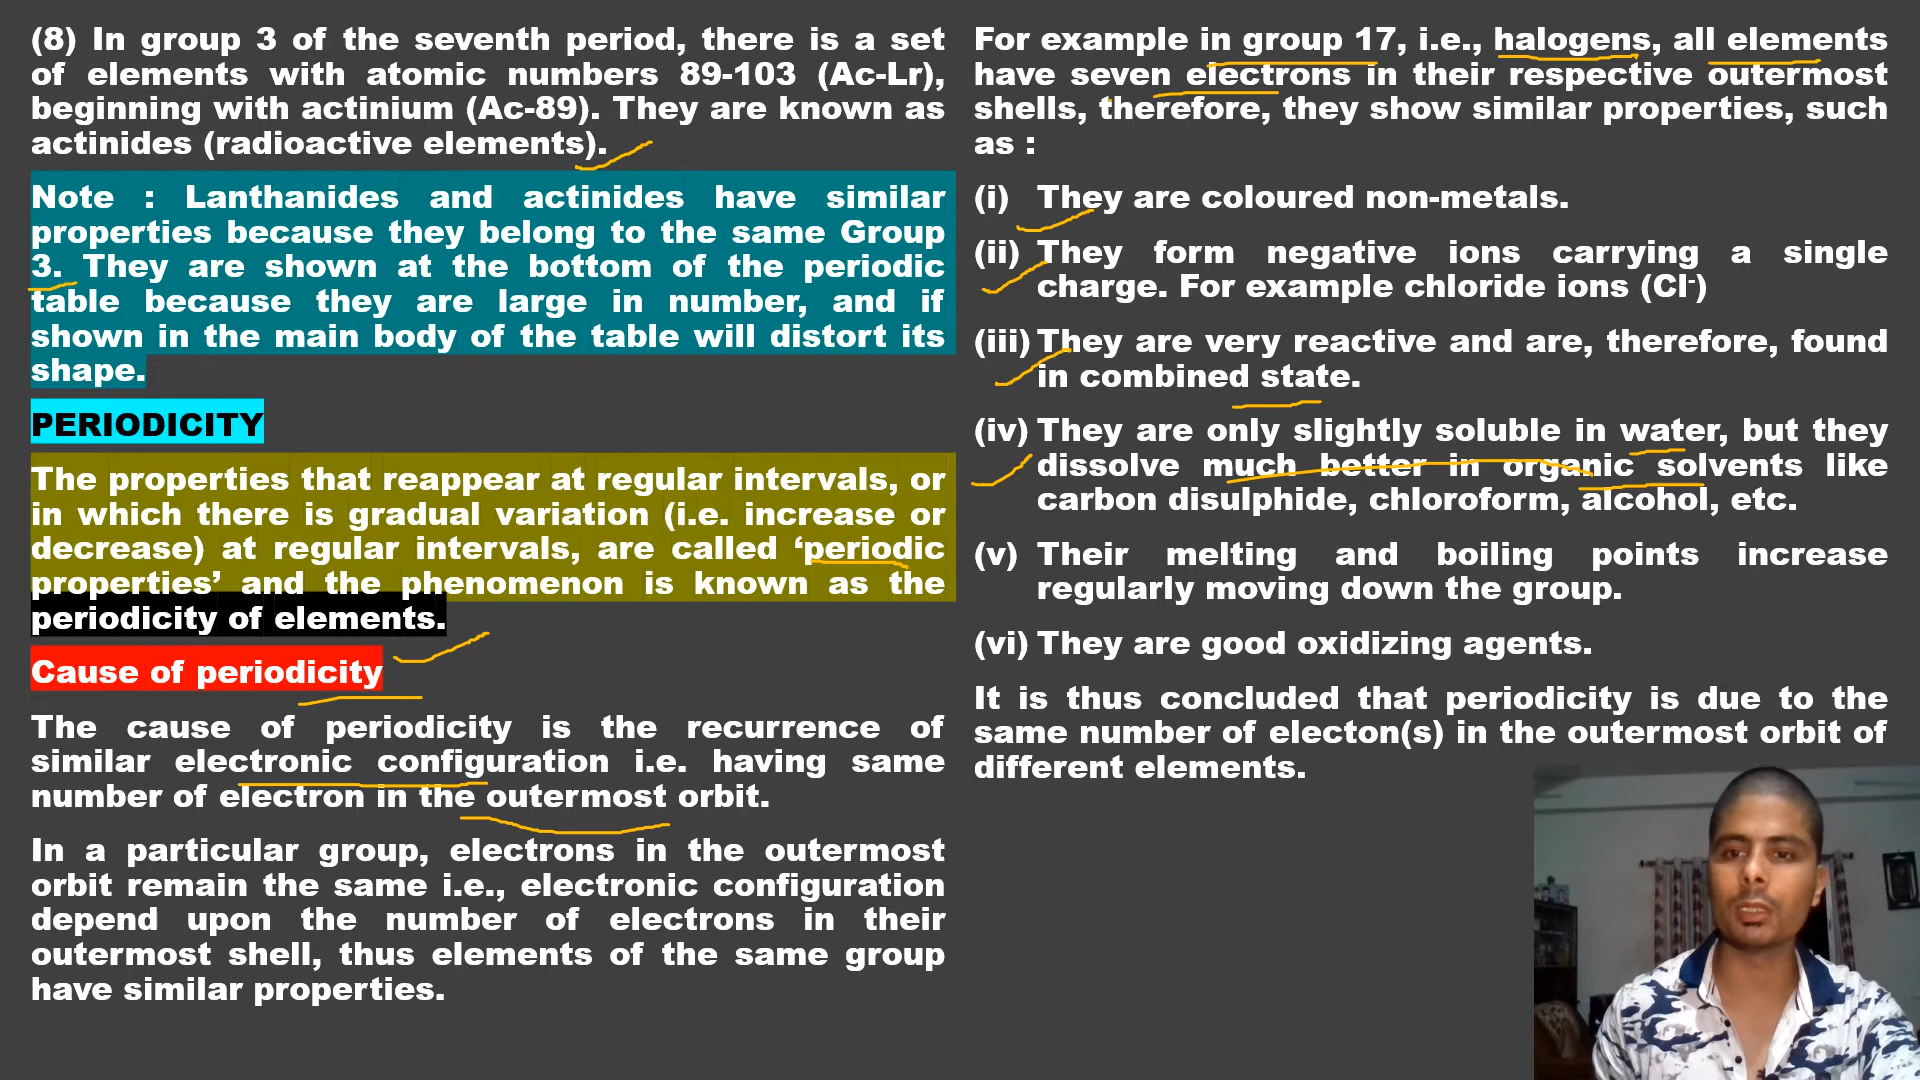 (8) In group 3 of the seventh period, there is a set
of elements with atomic numbers 89-103 (Ac-Lr),
beginning with actinium (Ac-89). They are known as
actinides (radioactive elements).
Note : Lanthanides and actinides have similar
properties because they belong to the same Group
3. They are shown at the bottom of the periodic
table because they are large in number, and if
shown in the main body of the table will distort its
shape.
PERIODICITY
The properties that reappear at regular intervals, or
in which there is gradual variation (i.e. increase or
decrease) at regular intervals, are called ‘periodic
properties’ and the phenomenon is known as the
periodicity of elements.
Cause of periodicity
The cause of periodicity is the recurrence of
similar electronic configuration i.e. having same
number of electron in the outermost orbit.
In a particular group, electrons in the outermost
orbit remain the same i.e., electronic configuration
depend upon the number of electrons in their
outermost shell, thus elements of the same group
have similar properties.
For example in group 17, i.e., halogens, all elements
have seven electrons in their respective outermost
shells, therefore, they show similar properties, such
as :
(i) They are coloured non-metals.
(ii) They form negative ions carrying a single
charge. For example chloride ions (Cl⁻)
(iii) They are very reactive and are, therefore, found
in combined state.
(iv) They are only slightly soluble in water, but they
dissolve much better in organic solvents like
carbon disulphide, chloroform, alcohol, etc.
(v) Their melting and boiling points increase
regularly moving down the group.
(vi) They are good oxidizing agents.
It is thus concluded that periodicity is due to the
same number of electon(s) in the outermost orbit of
different elements.